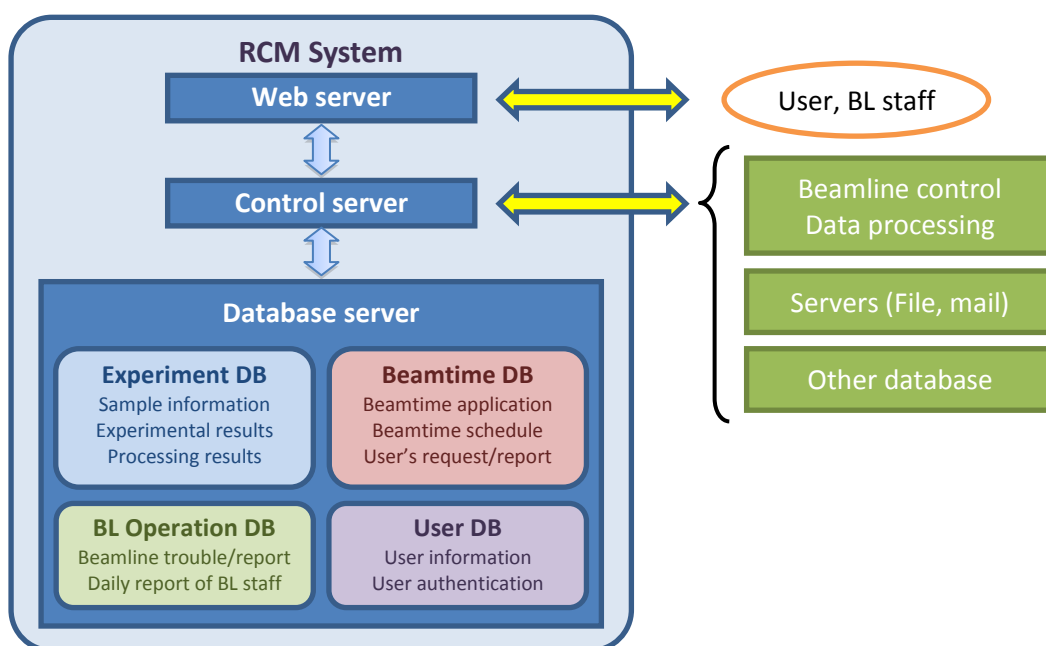 RCM System
Web server
User, BL staff
Control server
Beamline control
Data processing
Servers (File, mail)
Other database
Database server
Experiment DB
Sample information
Experimental results
Processing results
Beamtime DB
Beamtime application
Beamtime schedule
User's request/report
BL Operation DB
Beamline trouble/report
Daily report of BL staff
User DB
User information
User authentication